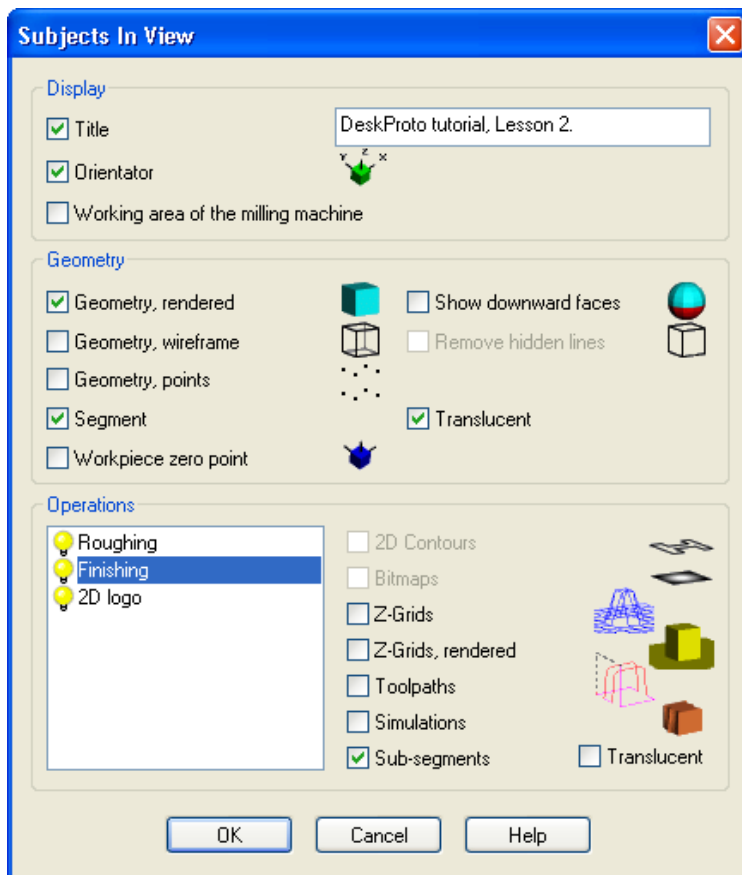 Subjects In View
Display
Title
DeskProto tutorial, Lesson 2.
Y Z X
Orientator
Working area of the milling machine
Geometry
Geometry, rendered
Show downward faces
Geometry, wireframe
Remove hidden lines
Geometry, points
Segment
Translucent
Workpiece zero point
Operations
Roughing
Finishing
2D logo
2D Contours
Bitmaps
Z-Grids
Z-Grids, rendered
Toolpaths
Simulations
Sub-segments
Translucent
OK
Cancel
Help